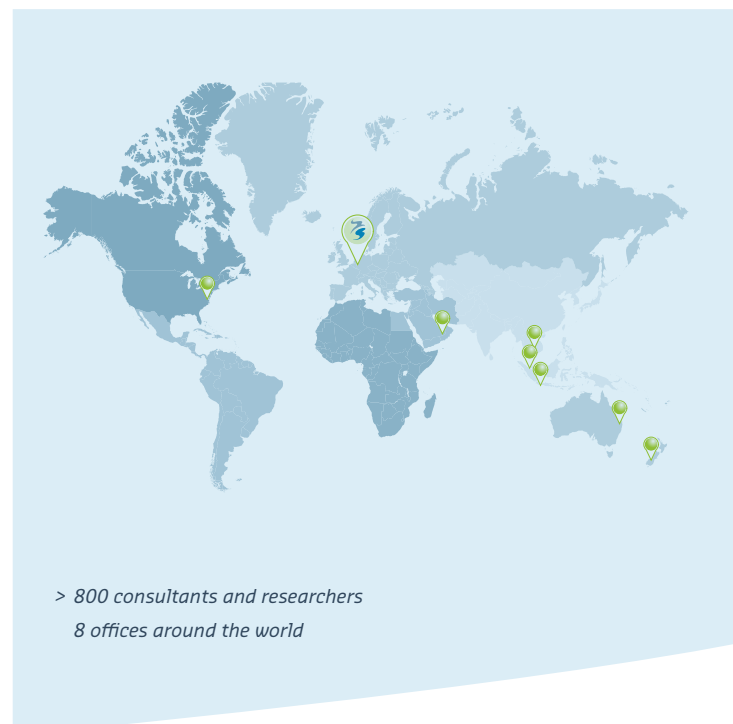 > 800 consultants and researchers
8 offices around the world